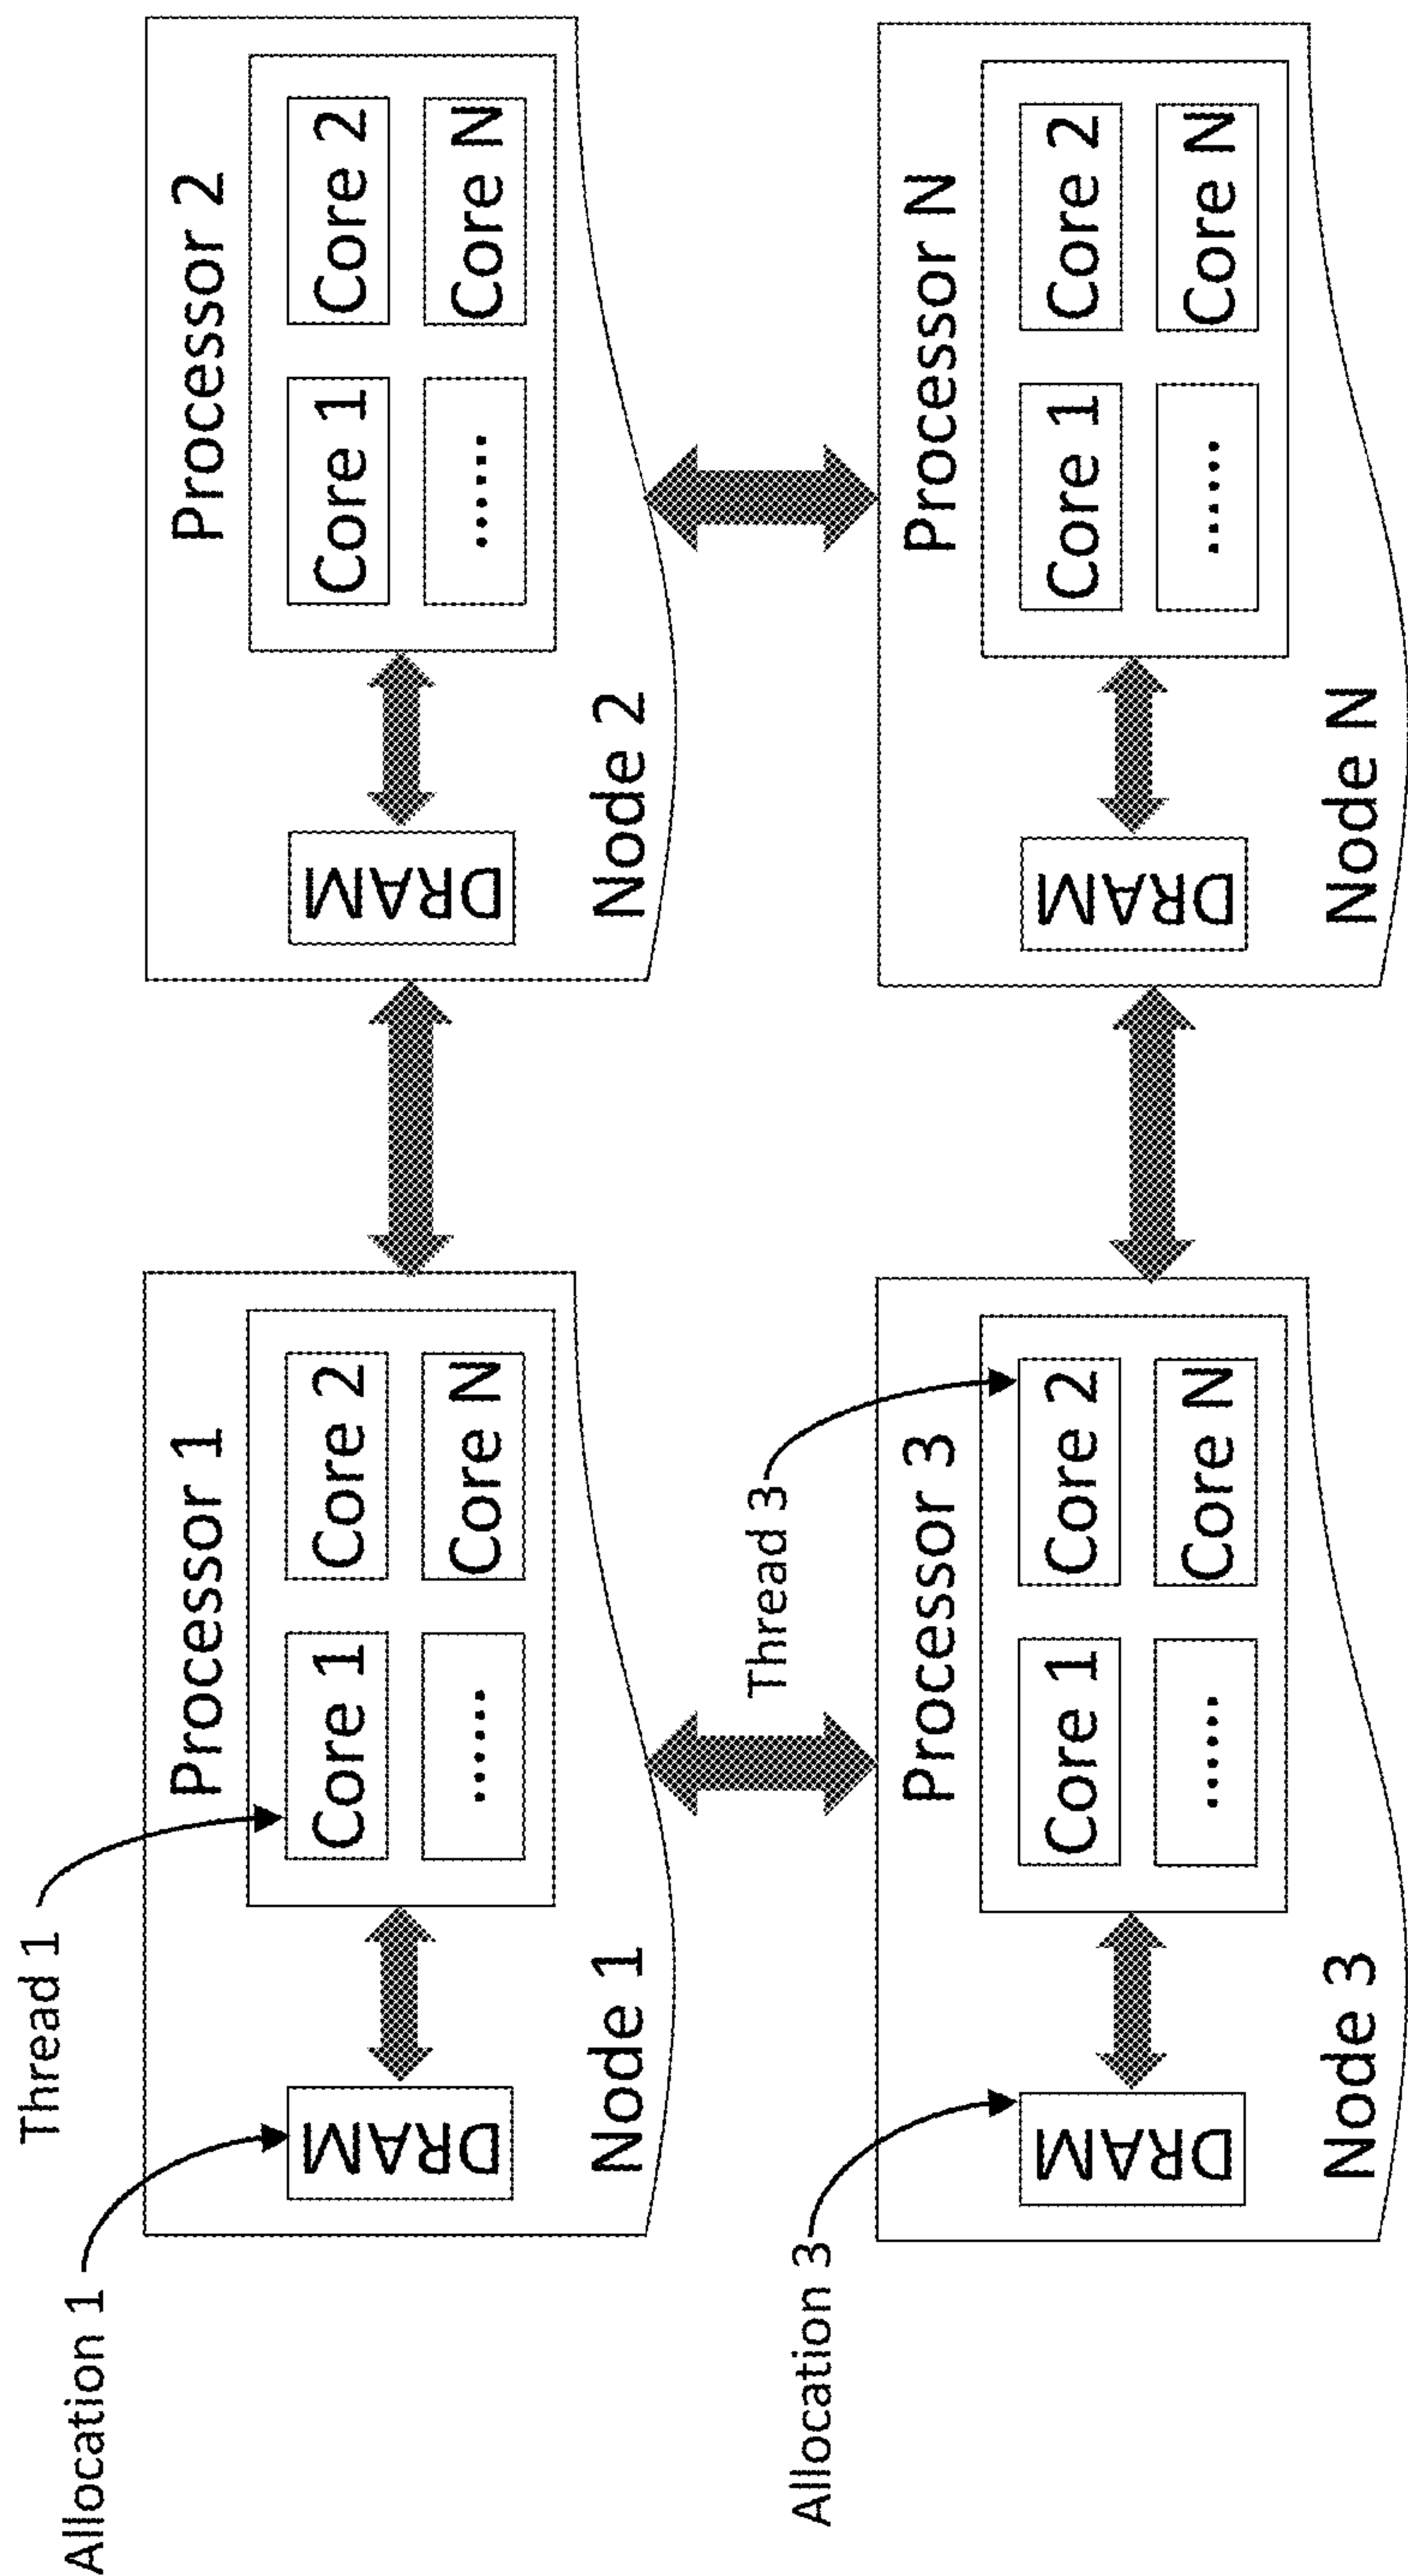 Allocation 1
Thread 1
Processor 1
DRAM
Core 1
Core 2
......
Core N
Node 1
Processor 2
DRAM
Core 1
Core 2
......
Core N
Node 2
Allocation 3
Thread 3
Processor 3
DRAM
Core 1
Core 2
......
Core N
Node 3
Processor N
DRAM
Core 1
Core 2
......
Core N
Node N